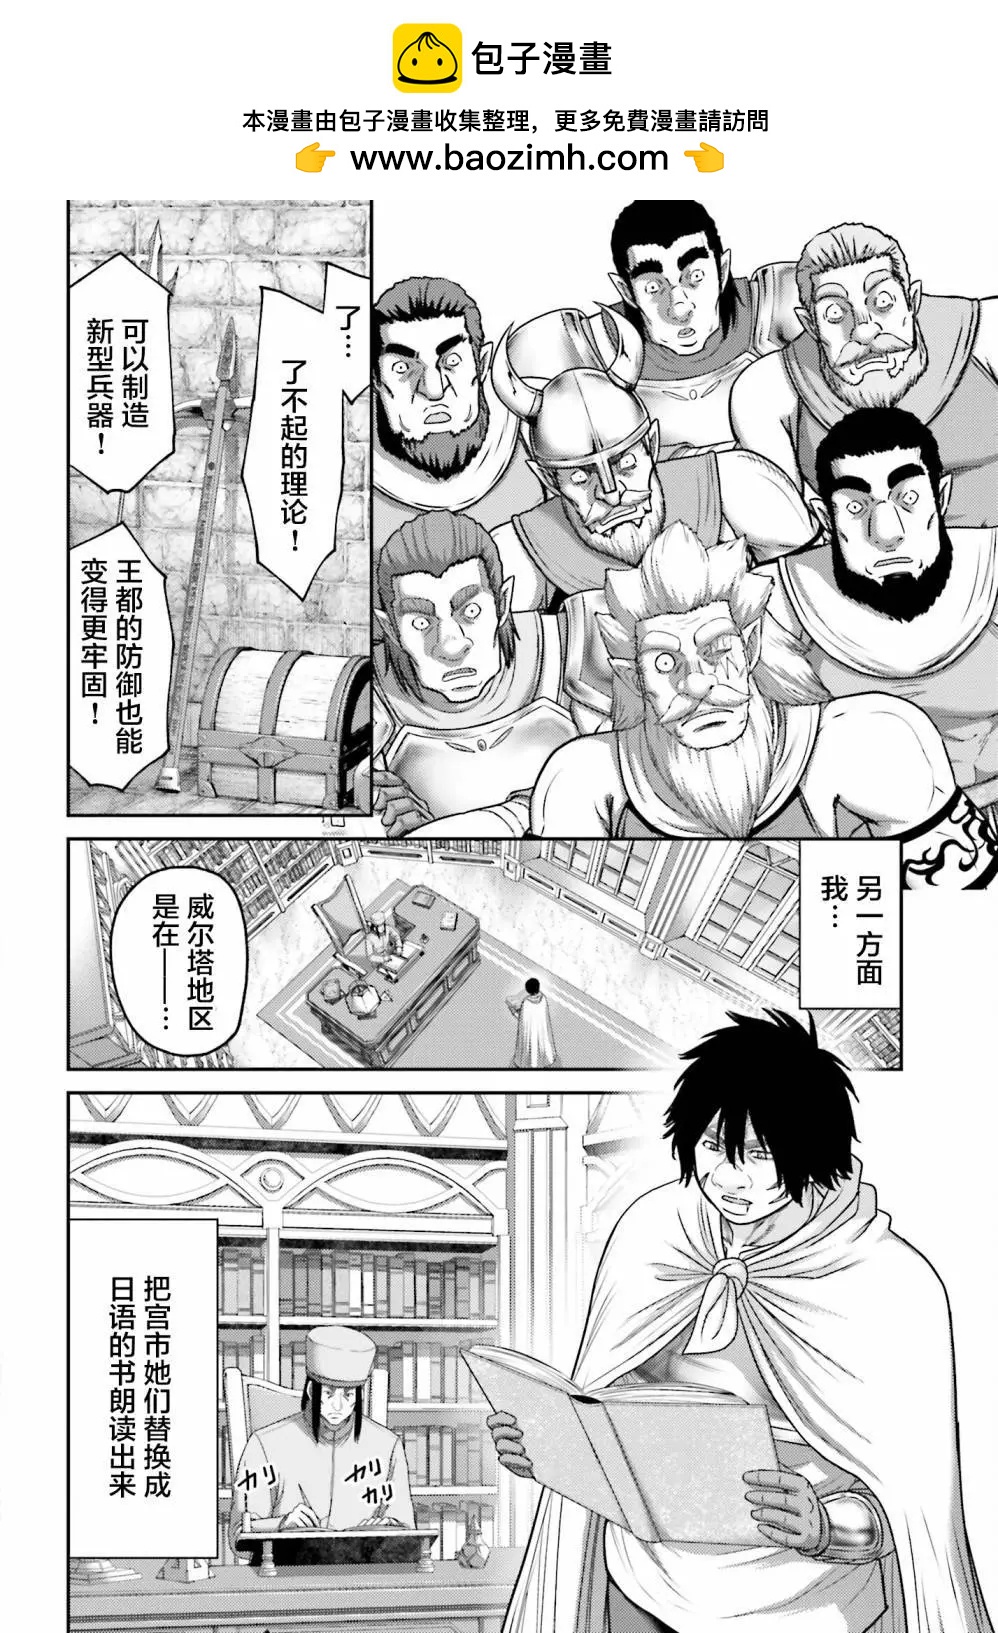 包子漫畫
本漫畫由包子漫畫收集整理，更多免費漫畫請訪問
👉 www.baozimh.com 👈
了…
了不起的理论！
可以制造
新型兵器！
王都的防御也能
变得更牢固！
另一方面
我…
威尔塔地区
是在——…
把宫市她们替换成
日语的书朗读出来
カリ
カリ
カリ